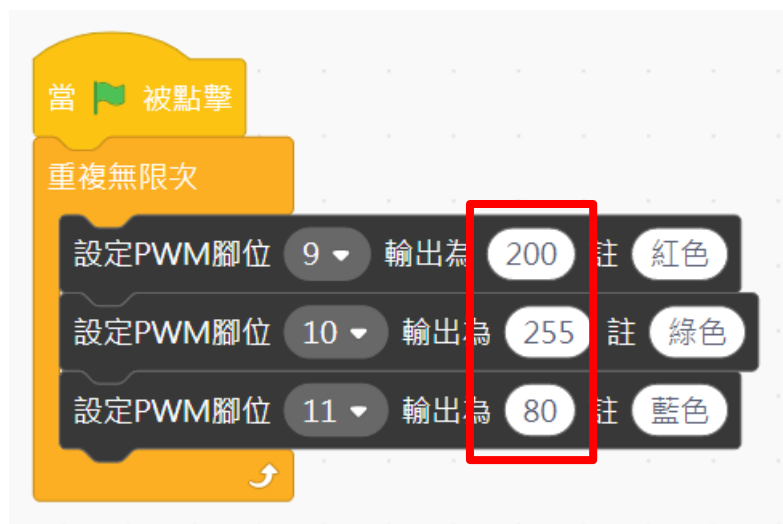 當 被點擊
重複無限次
設定PWM腳位 9 輸出為 200 註 紅色
設定PWM腳位 10 輸出為 255 註 綠色
設定PWM腳位 11 輸出為 80 註 藍色